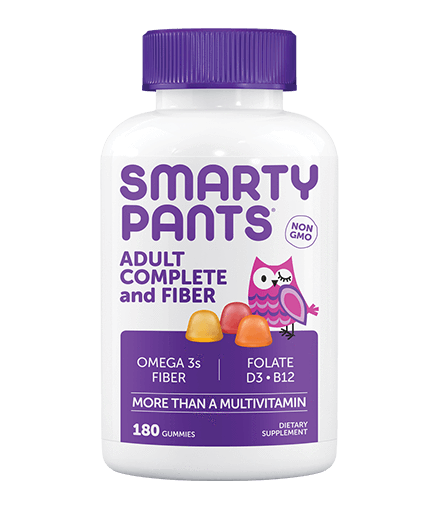 SMARTY
PANTS®
NON
GMO
ADULT
COMPLETE
and FIBER
OMEGA 3s
FIBER
FOLATE
D3 • B12
MORE THAN A MULTIVITAMIN
180 GUMMIES
DIETARY
SUPPLEMENT